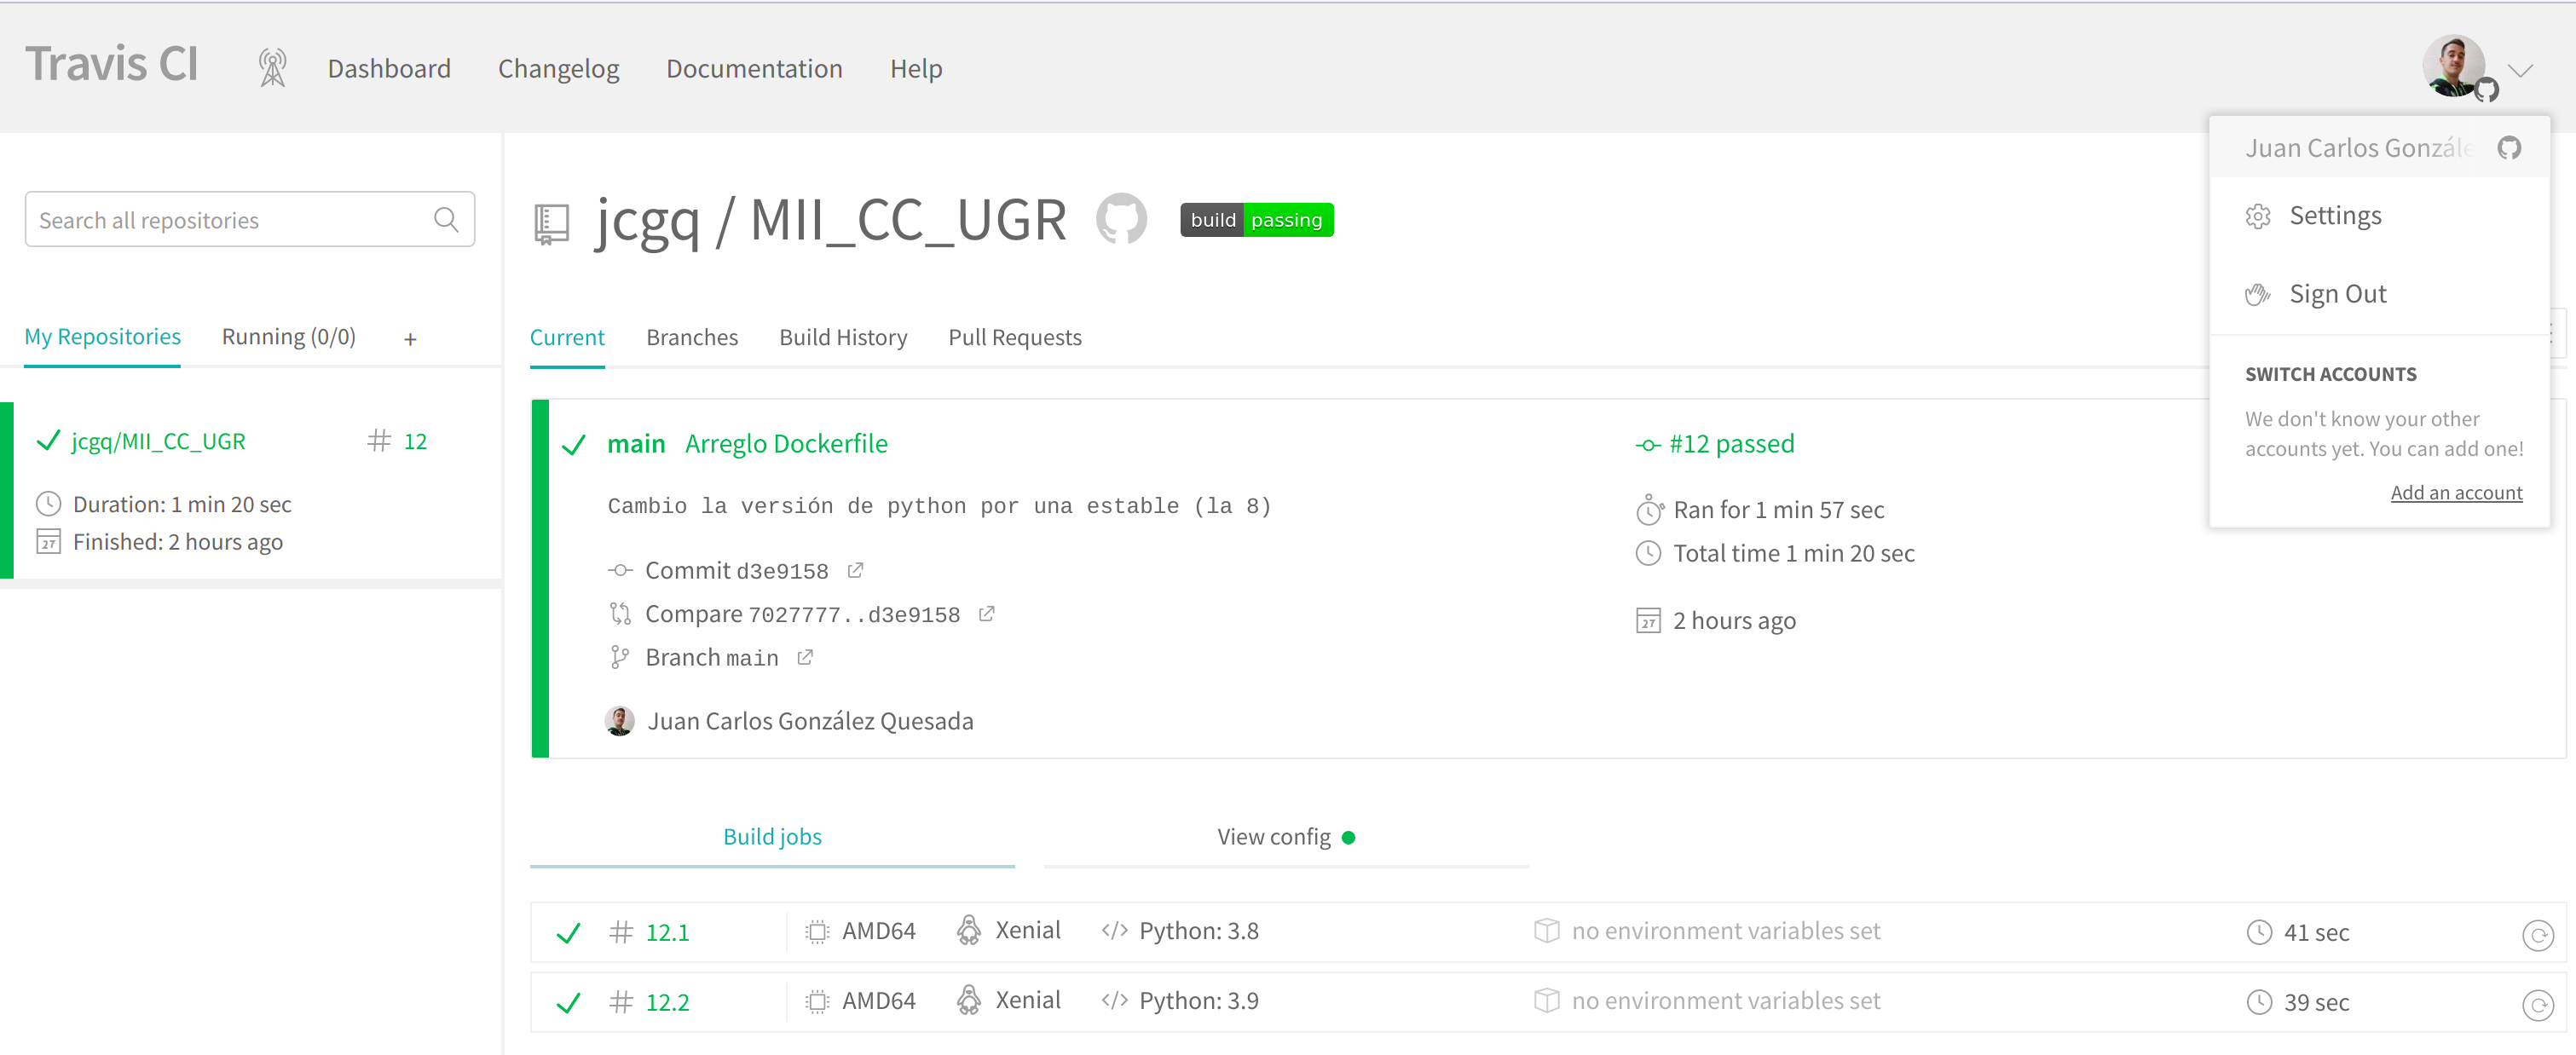 Travis CI
Dashboard
Changelog
Documentation
Help
Juan Carlos Gonzále
Settings
Sign Out
SWITCH ACCOUNTS
We don't know your other
accounts yet. You can add one!
Add an account
Search all repositories
My Repositories
Running (0/0)
+
jcgq/MII_CC_UGR
# 12
Duration: 1 min 20 sec
27 Finished: 2 hours ago
jcgq / MII_CC_UGR
build passing
Current
Branches
Build History
Pull Requests
main Arreglo Dockerfile
Cambio la versión de python por una estable (la 8)
Commit d3e9158
Compare 7027777..d3e9158
Branch main
Juan Carlos González Quesada
#12 passed
Ran for 1 min 57 sec
Total time 1 min 20 sec
27 2 hours ago
Build jobs
View config
# 12.1 AMD64 Xenial </> Python: 3.8 no environment variables set 41 sec
# 12.2 AMD64 Xenial </> Python: 3.9 no environment variables set 39 sec